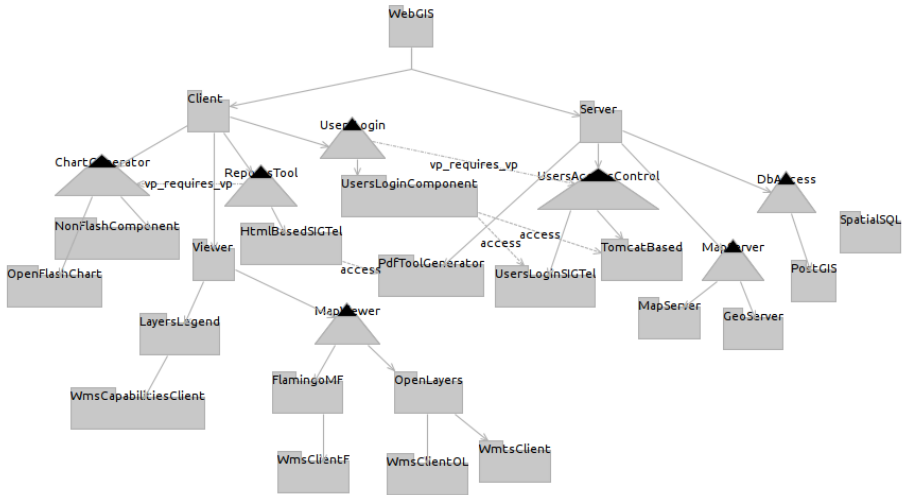 WebGIS
Client
Server
UsersLogin
ChartGenerator
ReportsTool
vp_requires_vp
vp_requires_vp
UsersLoginComponent
UsersAccessControl
DbAccess
NonFlashComponent
HtmlBasedSIGTel
SpatialSQL
access
access
Viewer
TomcatBased
MapServer
OpenFlashChart
access
PdfToolGenerator
UsersLoginSIGTel
PostGIS
LayersLegend
MapViewer
MapServer
GeoServer
WmsCapabilitiesClient
FlamingoMF
OpenLayers
WmsClientF
WmsClientOL
WmtsClient